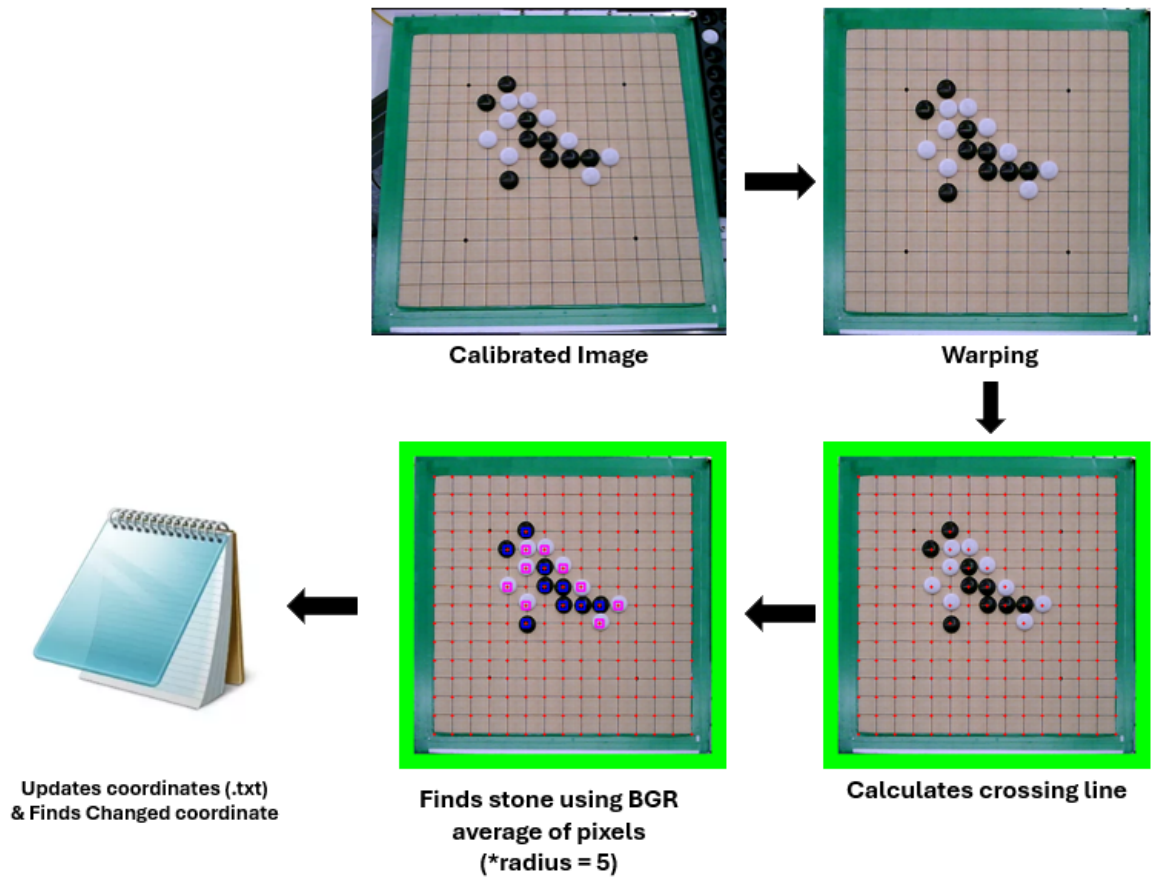 Calibrated Image
Warping
Calculates crossing line
Finds stone using BGR
average of pixels
(*radius = 5)
Updates coordinates (.txt)
& Finds Changed coordinate